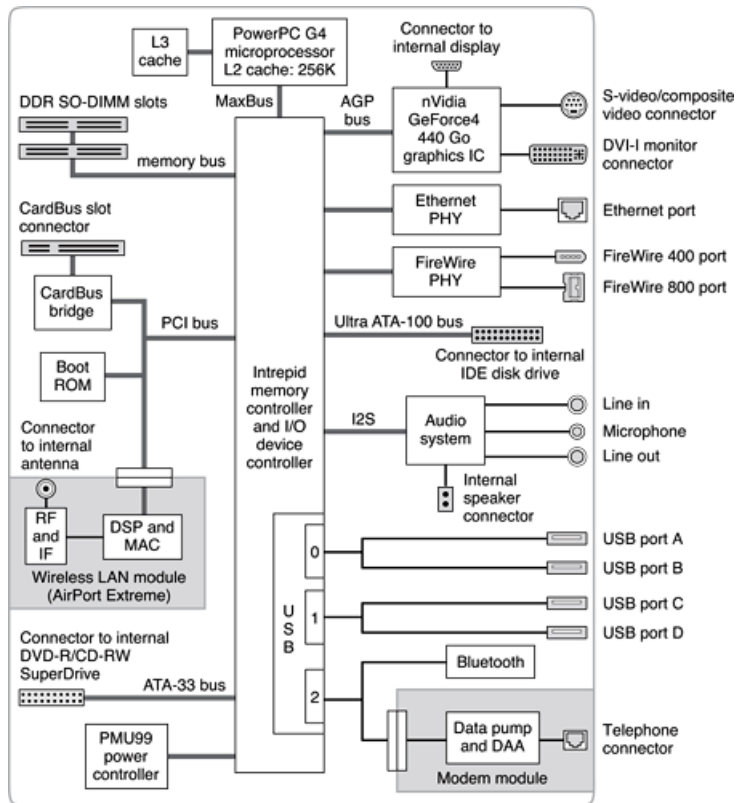 L3
cache
PowerPC G4
microprocessor
L2 cache: 256K
Connector to
internal display
DDR SO-DIMM slots
MaxBus
AGP
bus
nVidia
GeForce4
440 Go
graphics IC
S-video/composite
video connector
DVI-I monitor
connector
memory bus
CardBus slot
connector
Ethernet
PHY
Ethernet port
CardBus
bridge
FireWire
PHY
FireWire 400 port
FireWire 800 port
PCI bus
Ultra ATA-100 bus
Connector to internal
IDE disk drive
Boot
ROM
Intrepid
memory
controller
and I/O
device
controller
I2S
Audio
system
Line in
Microphone
Line out
Internal
speaker
connector
Connector
to internal
antenna
RF
and
IF
DSP and
MAC
Wireless LAN module
(AirPort Extreme)
U
S
B
0
1
2
USB port A
USB port B
USB port C
USB port D
Connector to internal
DVD-R/CD-RW
SuperDrive
ATA-33 bus
Bluetooth
PMU99
power
controller
Data pump
and DAA
Modem module
Telephone
connector